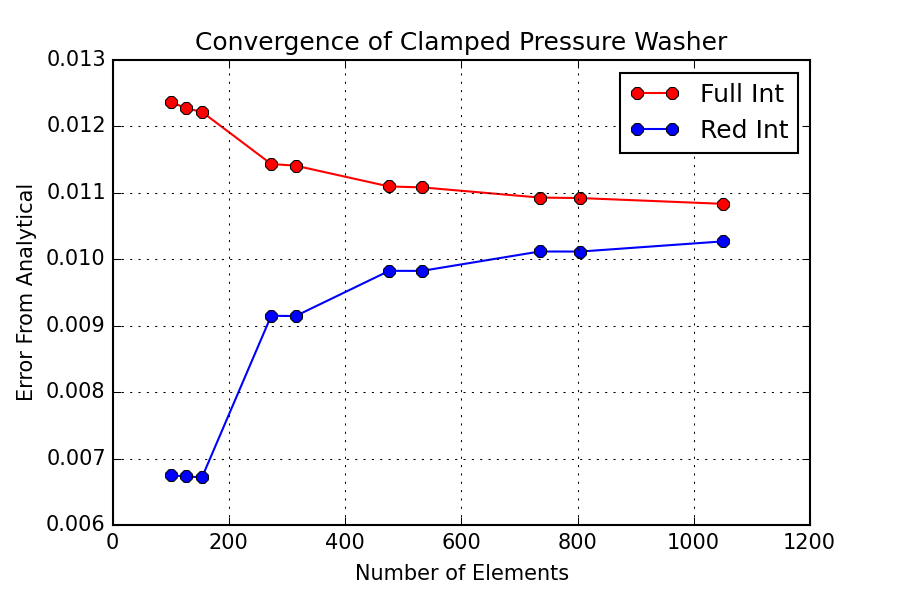 Convergence of Clamped Pressure Washer
0.013
0.012
0.011
0.010
0.009
0.008
0.007
0.006
Error From Analytical
Full Int
Red Int
0 200 400 600 800 1000 1200
Number of Elements